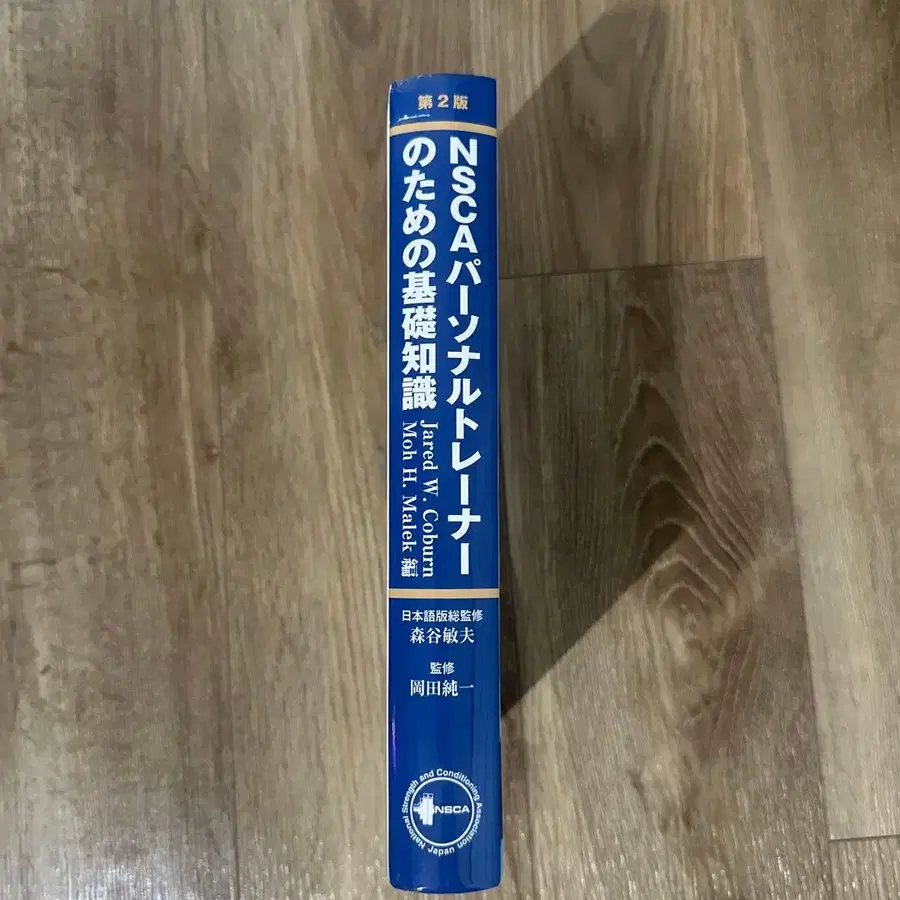 第2版
NSCAパーソナルトレーナー
のための基礎知識
Jared W. Coburn
Moh H. Malek 編
日本語版総監修
森谷敏夫
監修
岡田純一
National Strength and Conditioning Association Japan
NSCA